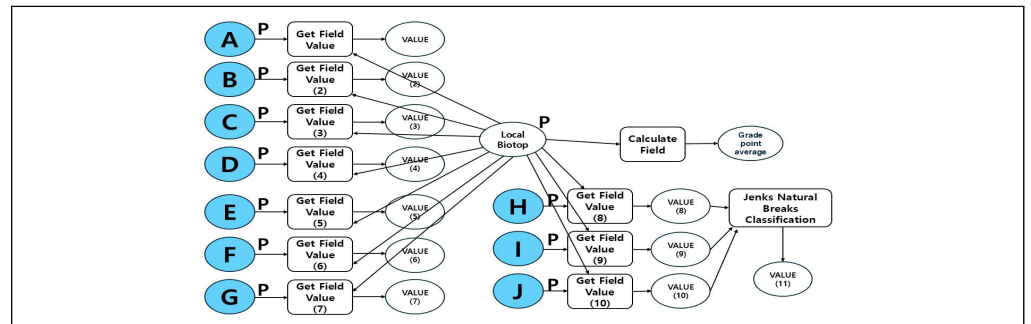 A
P
Get Field
Value
VALUE
B
P
Get Field
Value
(2)
VALUE
(2)
C
P
Get Field
Value
(3)
VALUE
(3)
D
P
Get Field
Value
(4)
VALUE
(4)
E
P
Get Field
Value
(5)
VALUE
(5)
F
P
Get Field
Value
(6)
VALUE
(6)
G
P
Get Field
Value
(7)
VALUE
(7)
Local
Biotop
P
Calculate
Field
Grade
point
average
H
P
Get Field
Value
(8)
VALUE
(8)
I
P
Get Field
Value
(9)
VALUE
(9)
J
P
Get Field
Value
(10)
VALUE
(10)
Jenks Natural
Breaks
Classification
VALUE
(11)